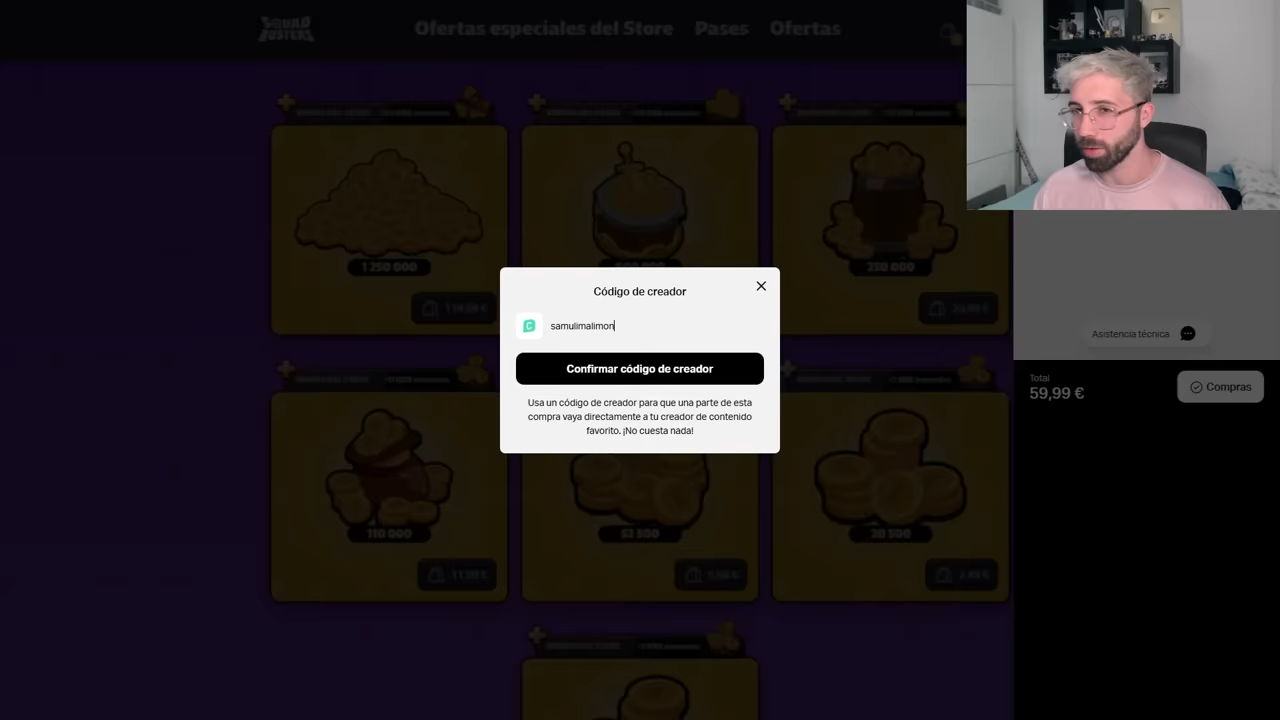 SQUAD
BUSTERS
Ofertas especiales del Store
Pases
Ofertas
1 250 000
110 000
52 500
20 500
Código de creador
samulimalimon
Confirmar código de creador
Usa un código de creador para que una parte de esta
compra vaya directamente a tu creador de contenido
favorito. ¡No cuesta nada!
Asistencia técnica
Total
59,99 €
Compras